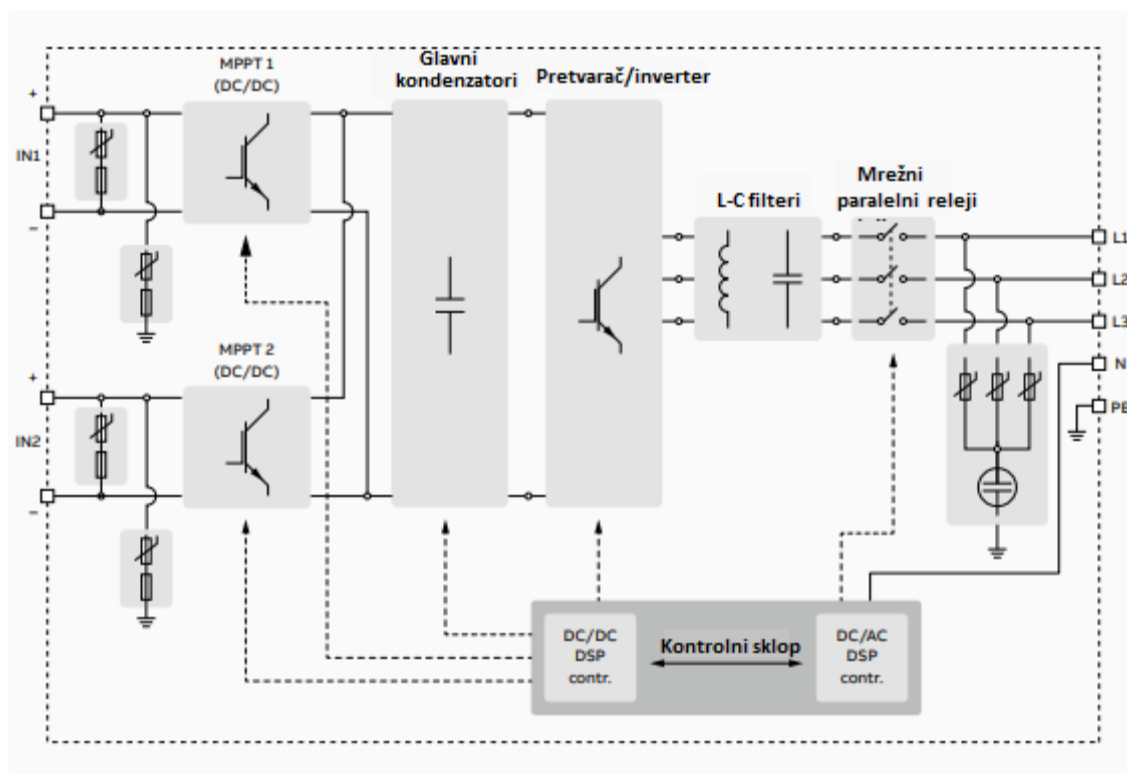 MPPT 1
(DC/DC)
Glavni
kondenzatori
Pretvarač/inverter
+
IN1
−
L-C filteri
Mrežni
paralelni releji
L1
L2
L3
N
PE
MPPT 2
(DC/DC)
+
IN2
−
DC/DC
DSP
contr.
Kontrolni sklop
DC/AC
DSP
contr.